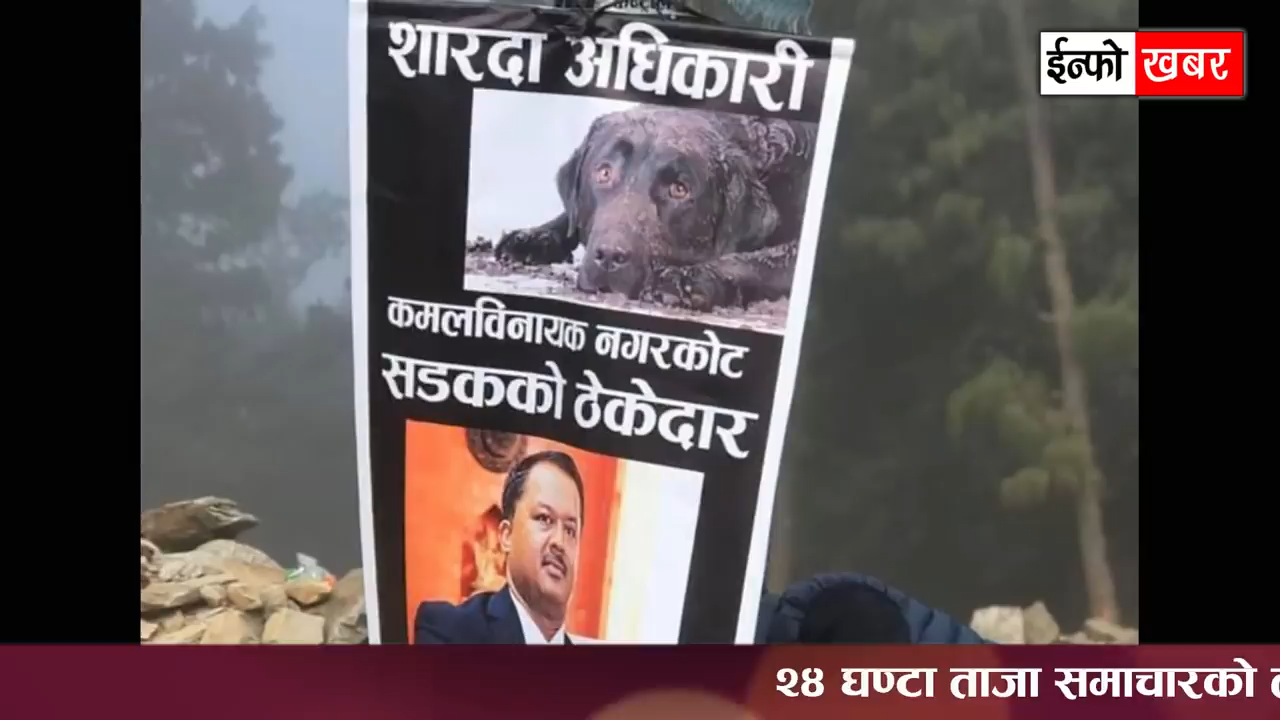 ईन्फो खबर
शारदा अधिकारी
कमलविनायक नगरकोट
सडकको ठेकेदार
२४ घण्टा ताजा समाचारको